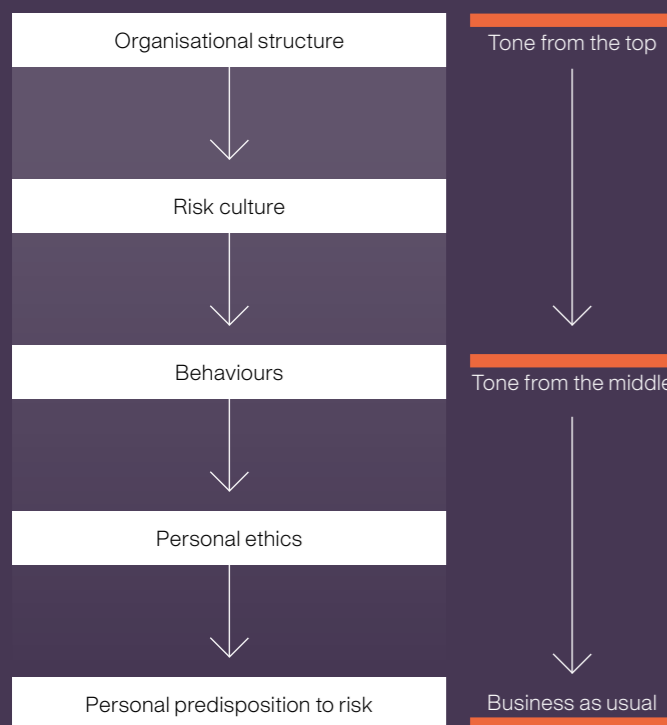 Organisational structure
Tone from the top
Risk culture
Behaviours
Tone from the middle
Personal ethics
Personal predisposition to risk
Business as usual